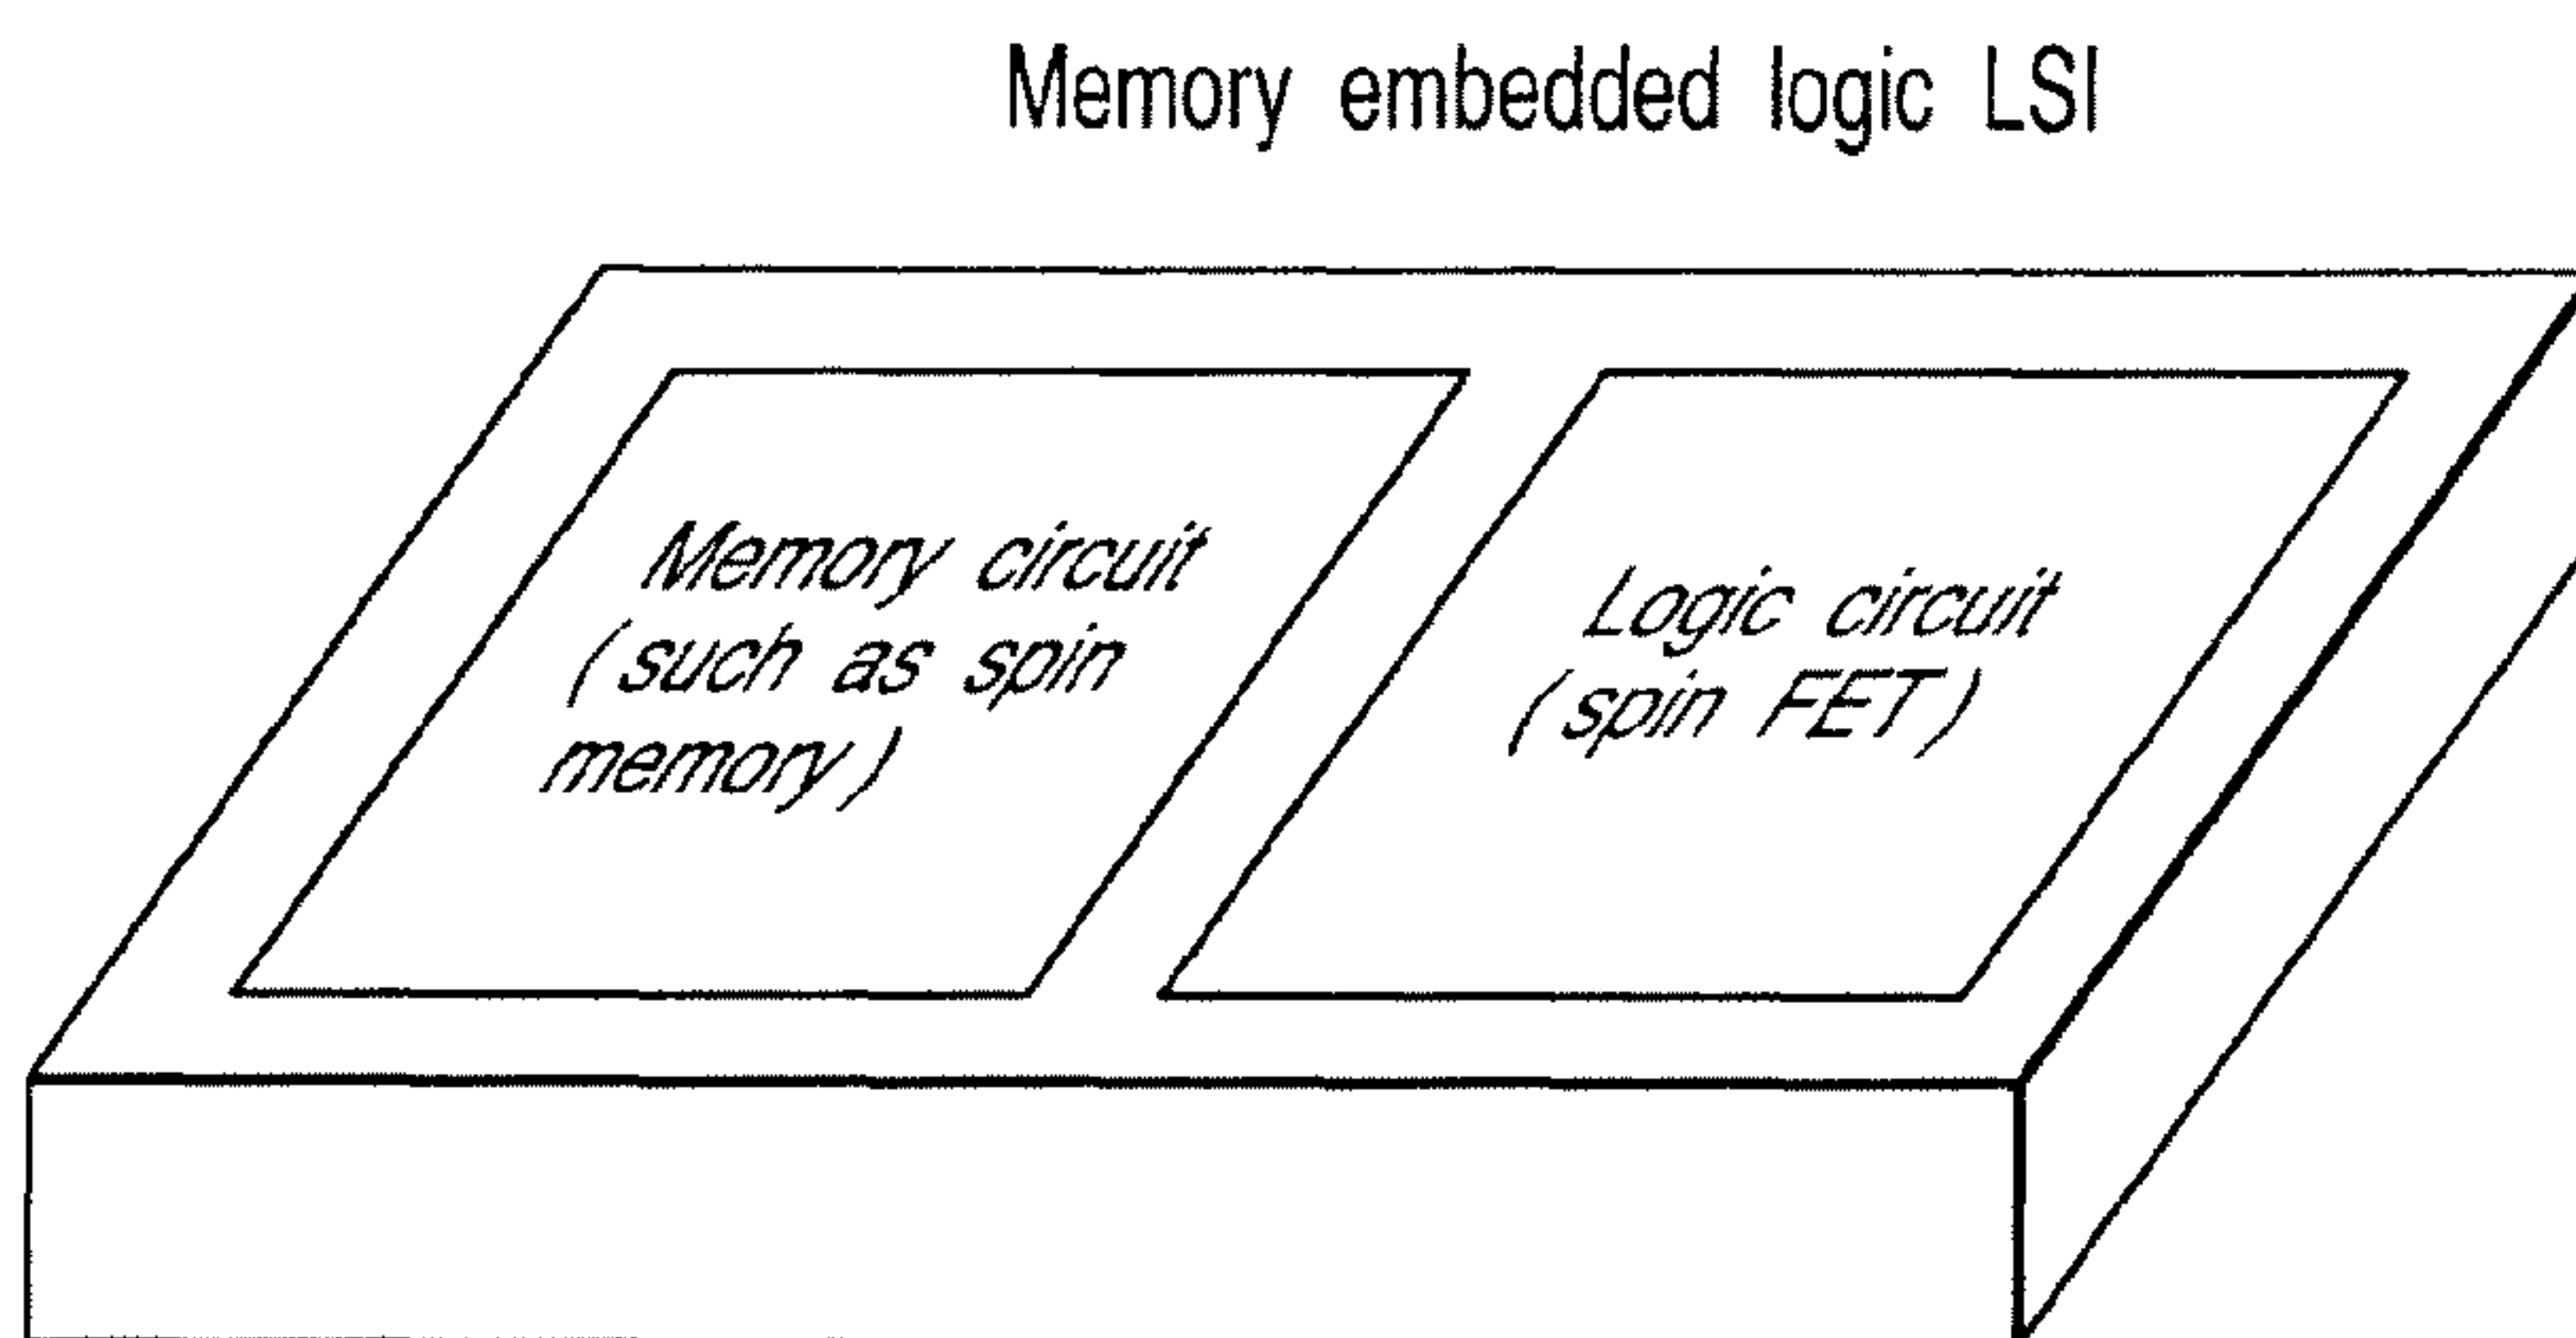 Memory embedded logic LSI
Memory circuit
(such as spin
memory)
Logic circuit
(spin FET)